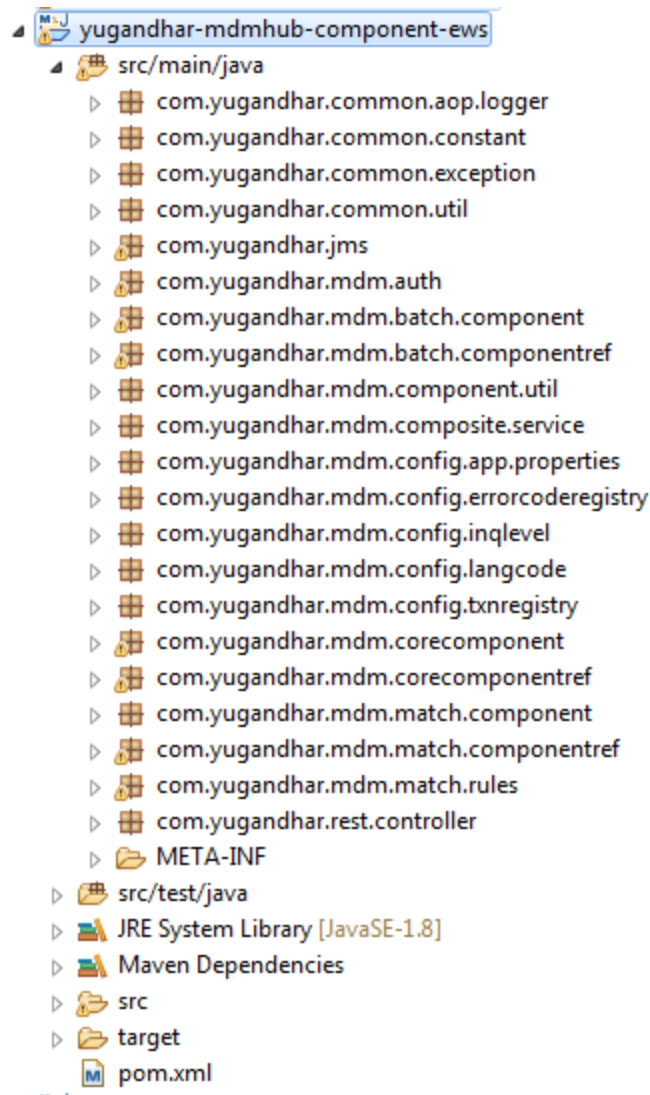 yugandhar-mdmhub-component-ews
src/main/java
com.yugandhar.common.aop.logger
com.yugandhar.common.constant
com.yugandhar.common.exception
com.yugandhar.common.util
com.yugandhar.jms
com.yugandhar.mdm.auth
com.yugandhar.mdm.batch.component
com.yugandhar.mdm.batch.componentref
com.yugandhar.mdm.component.util
com.yugandhar.mdm.composite.service
com.yugandhar.mdm.config.app.properties
com.yugandhar.mdm.config.errorcoderegistry
com.yugandhar.mdm.config.inqlevel
com.yugandhar.mdm.config.langcode
com.yugandhar.mdm.config.txnregistry
com.yugandhar.mdm.corecomponent
com.yugandhar.mdm.corecomponentref
com.yugandhar.mdm.match.component
com.yugandhar.mdm.match.componentref
com.yugandhar.mdm.match.rules
com.yugandhar.rest.controller
META-INF
src/test/java
JRE System Library [JavaSE-1.8]
Maven Dependencies
src
target
pom.xml